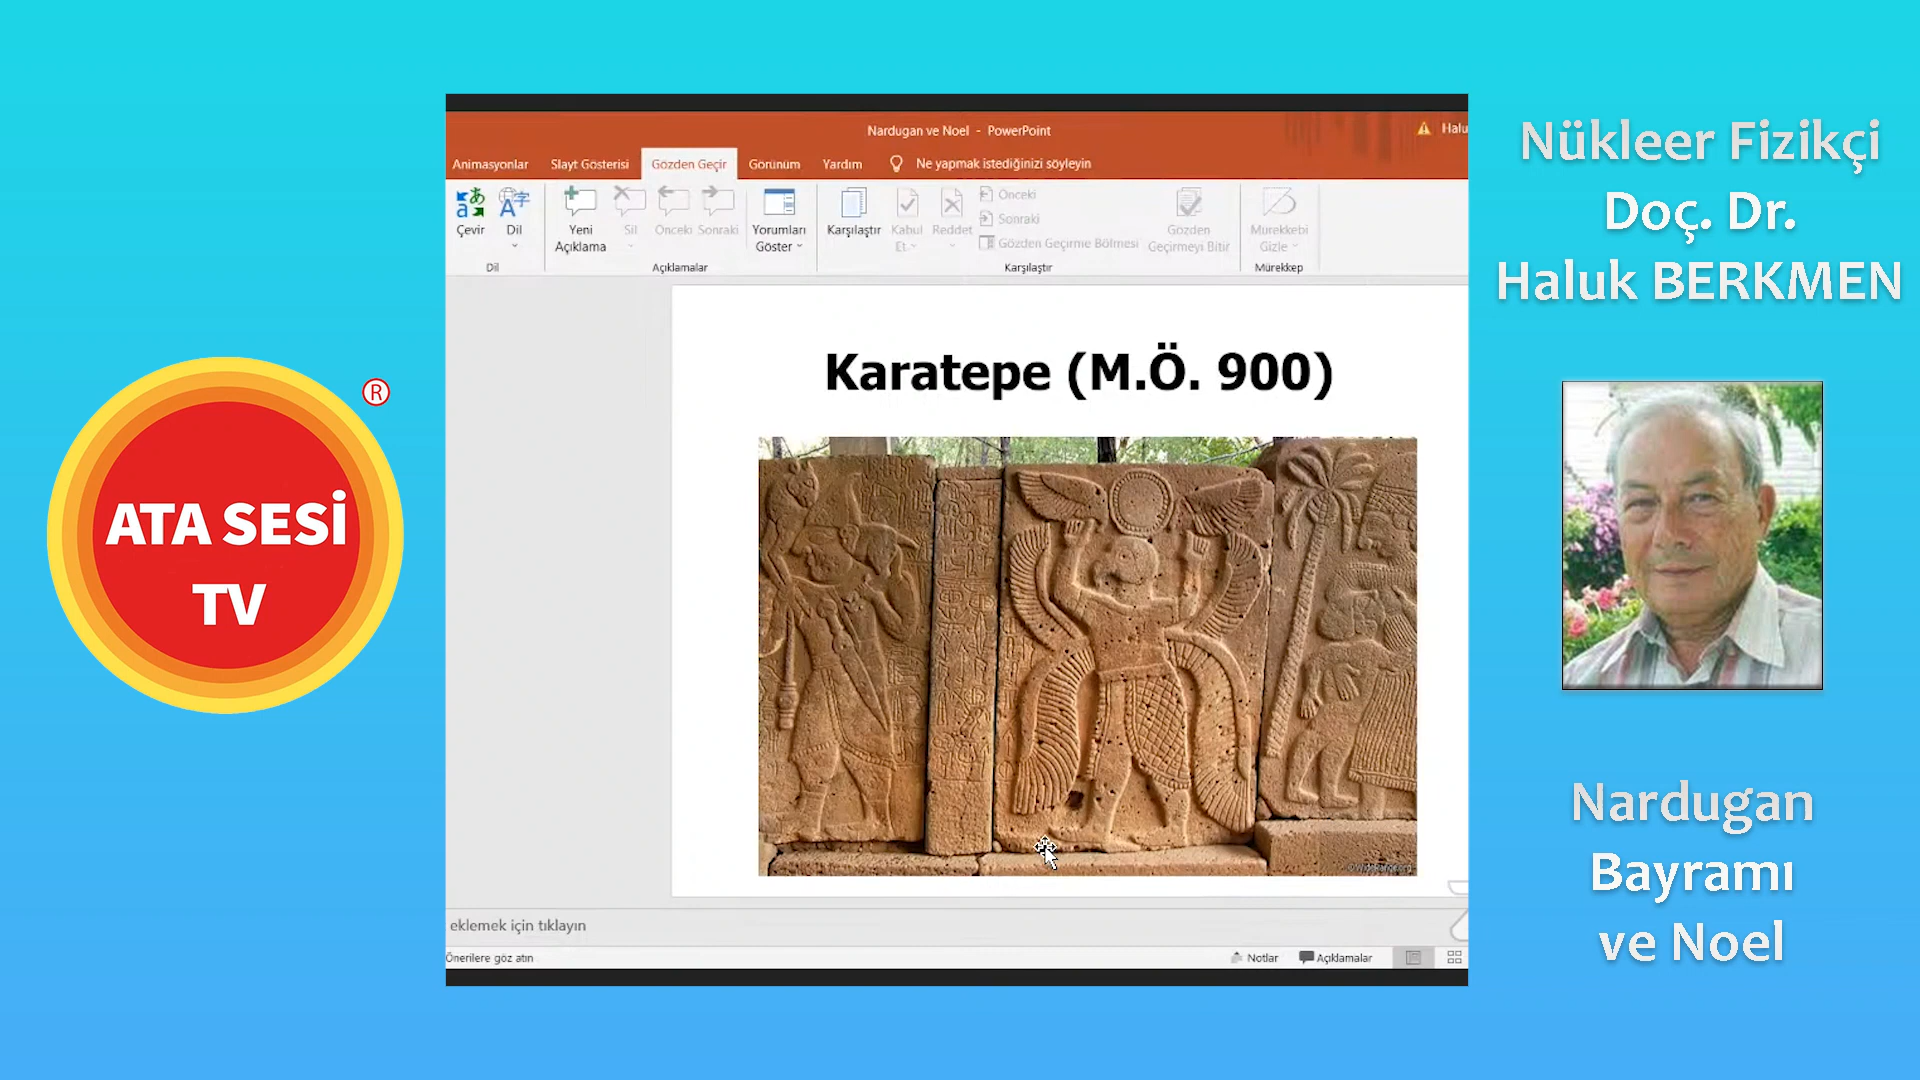 ATA SESİ
TV
®
Nardugan ve Noel - PowerPoint
Halu
Animasyonlar
Slayt Gösterisi
Gözden Geçir
Görünüm
Yardım
Ne yapmak istediğinizi söyleyin
Çevir
Dil
Dil
Yeni
Açıklama
Sil
Önceki
Sonraki
Yorumları
Göster
Açıklamalar
Karşılaştır
Kabul
Et
Reddet
Önceki
Sonraki
Gözden Geçirme Bölmesi
Gözden
Geçirmeyi Bitir
Karşılaştır
Mürekkebi
Gizle
Mürekkep
Karatepe (M.Ö. 900)
eklemek için tıklayın
Önerilere göz atın
Notlar
Açıklamalar
Nükleer Fizikçi
Doç. Dr.
Haluk BERKMEN
Nardugan
Bayramı
ve Noel